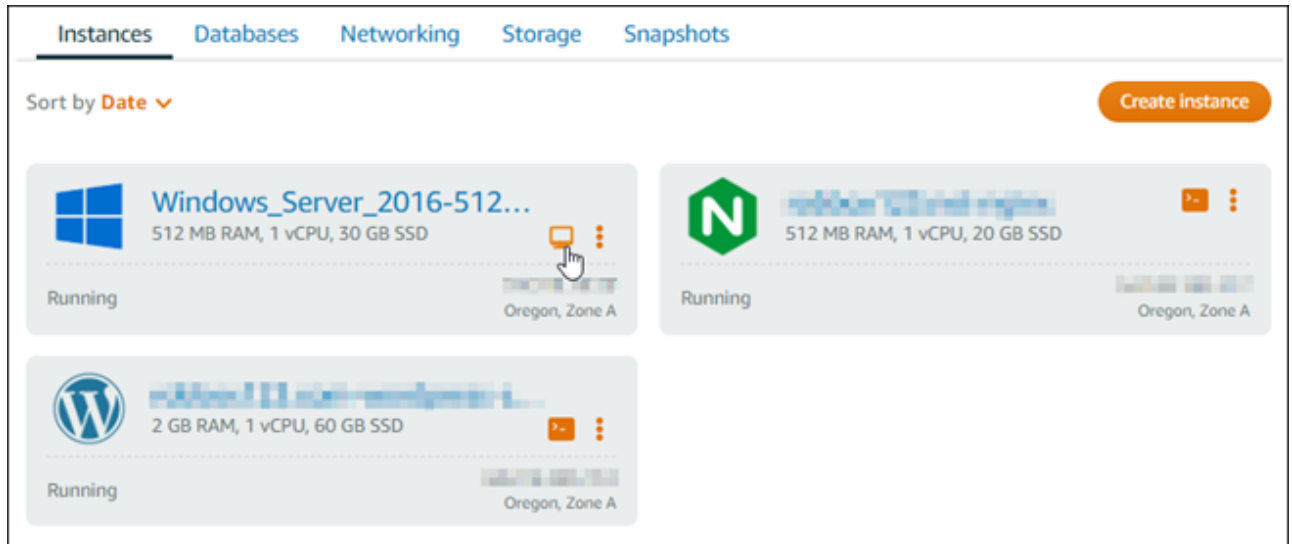 Instances Databases Networking Storage Snapshots
Sort by Date
Create instance
Windows_Server_2016-512...
512 MB RAM, 1 vCPU, 30 GB SSD
Running
Oregon, Zone A
N
512 MB RAM, 1 vCPU, 20 GB SSD
Running
Oregon, Zone A
W
2 GB RAM, 1 vCPU, 60 GB SSD
Running
Oregon, Zone A